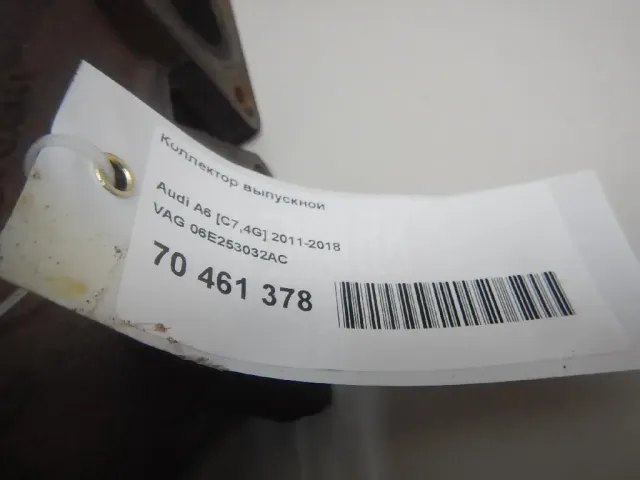 Коллектор выпускной
Audi A6 [C7,4G] 2011-2018
VAG 06E253032AC
70 461 378